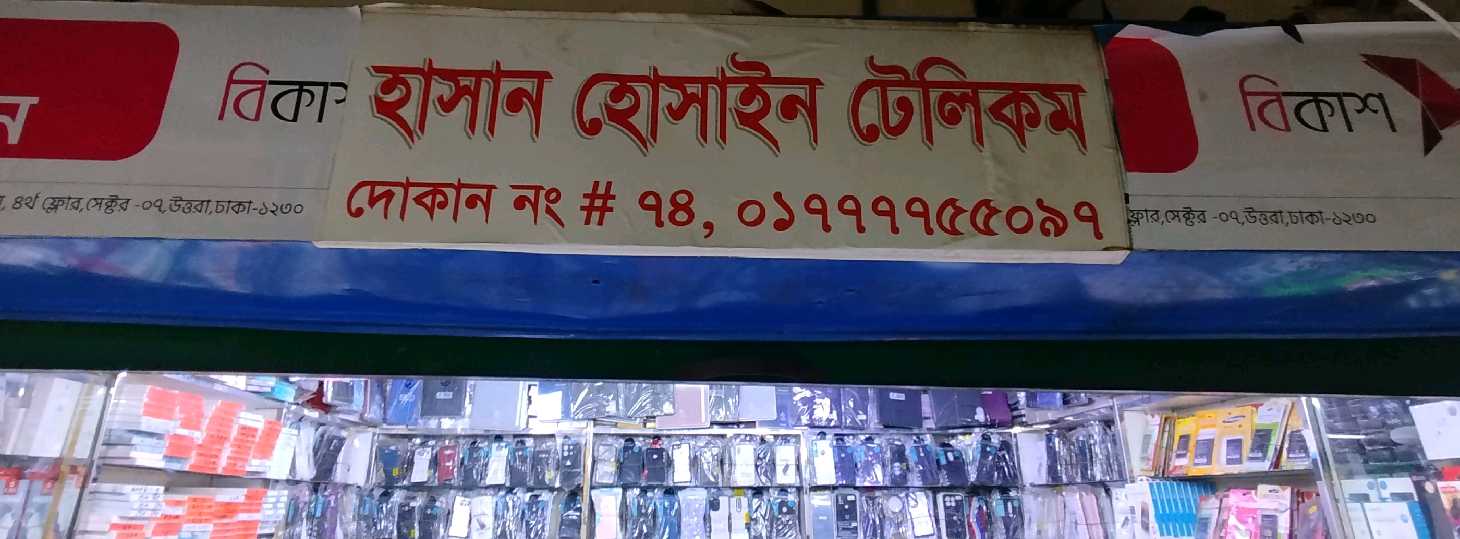 বিকা
হাসান হোসাইন টেলিকম
বিকাশ
৪র্থ ফ্লোর,সেক্টর -০৭,উত্তরা,ঢাকা-১২৩০
দোকান নং # ৭৪, ০১৭৭৭৭৫৫০৯৭
ফ্লোর,সেক্টর -০৭,উত্তরা,ঢাকা-১২৩০